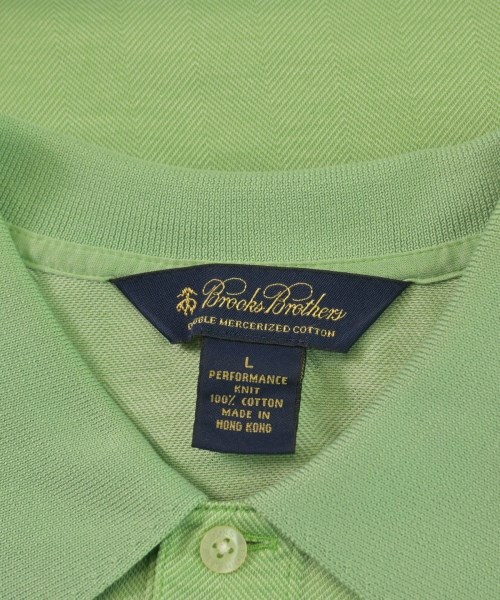 Brooks Brothers
DOUBLE MERCERIZED COTTON
L
PERFORMANCE
KNIT
100% COTTON
MADE IN
HONG KONG